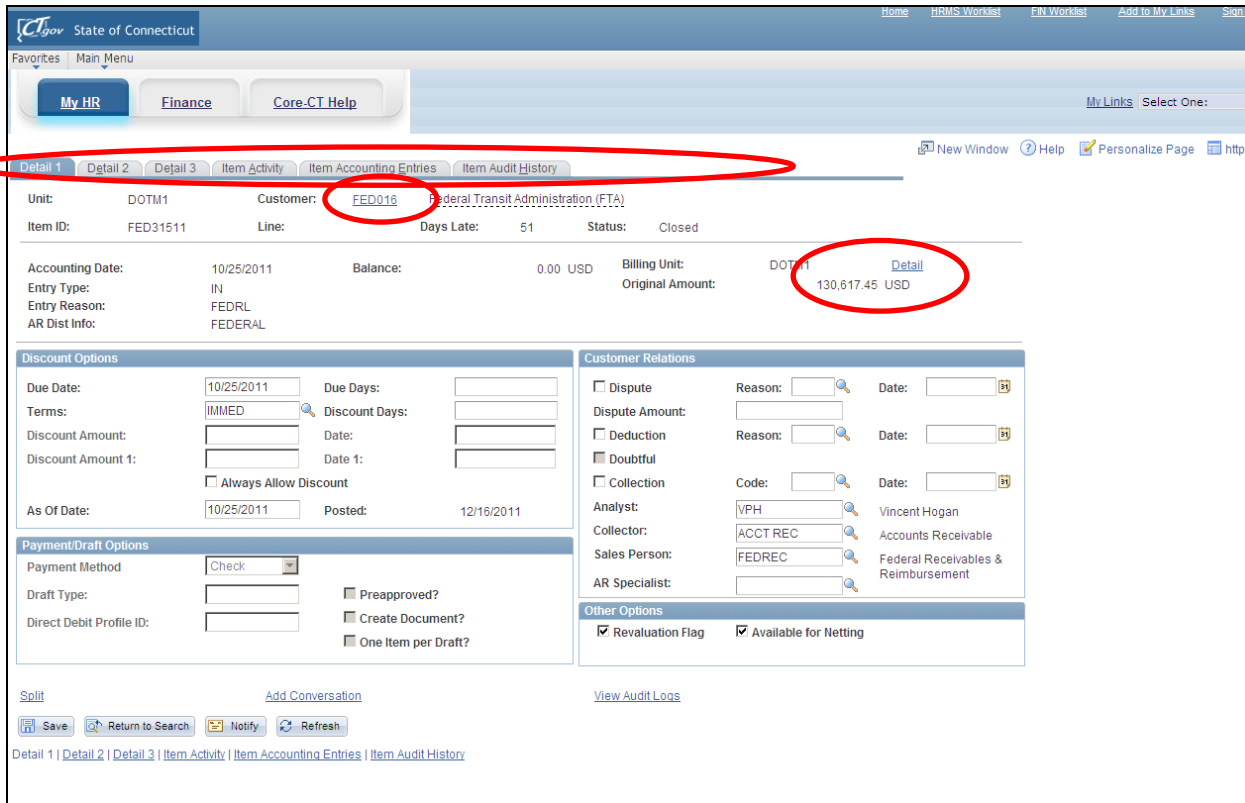 Home HRMS Worklist FIN Worklist Add to My Links Sign
CT.gov State of Connecticut
Favorites Main Menu
My HR Finance Core-CT Help
My Links Select One:
New Window Help Personalize Page http
Detail 1 Detail 2 Detail 3 Item Activity Item Accounting Entries Item Audit History
Unit: DOTM1 Customer: FED016 Federal Transit Administration (FTA)
Item ID: FED31511 Line: Days Late: 51 Status: Closed
Accounting Date: 10/25/2011 Balance: 0.00 USD Billing Unit: DOTM1 Detail
Entry Type: IN Original Amount: 130,617.45 USD
Entry Reason: FEDRL
AR Dist Info: FEDERAL
Discount Options
Due Date: 10/25/2011 Due Days:
Terms: IMMED Discount Days:
Discount Amount: Date:
Discount Amount 1: Date 1:
Always Allow Discount
As Of Date: 10/25/2011 Posted: 12/16/2011
Payment/Draft Options
Payment Method Check
Draft Type: Preapproved?
Create Document?
Direct Debit Profile ID:
One Item per Draft?
Customer Relations
Dispute Reason: Date: 31
Dispute Amount:
Deduction Reason: Date: 31
Doubtful
Collection Code: Date: 31
Analyst: VPH Vincent Hogan
Collector: ACCT REC Accounts Receivable
Sales Person: FEDREC Federal Receivables &
Reimbursement
AR Specialist:
Other Options
Revaluation Flag Available for Netting
Split Add Conversation View Audit Logs
Save Return to Search Notify Refresh
Detail 1 | Detail 2 | Detail 3 | Item Activity | Item Accounting Entries | Item Audit History